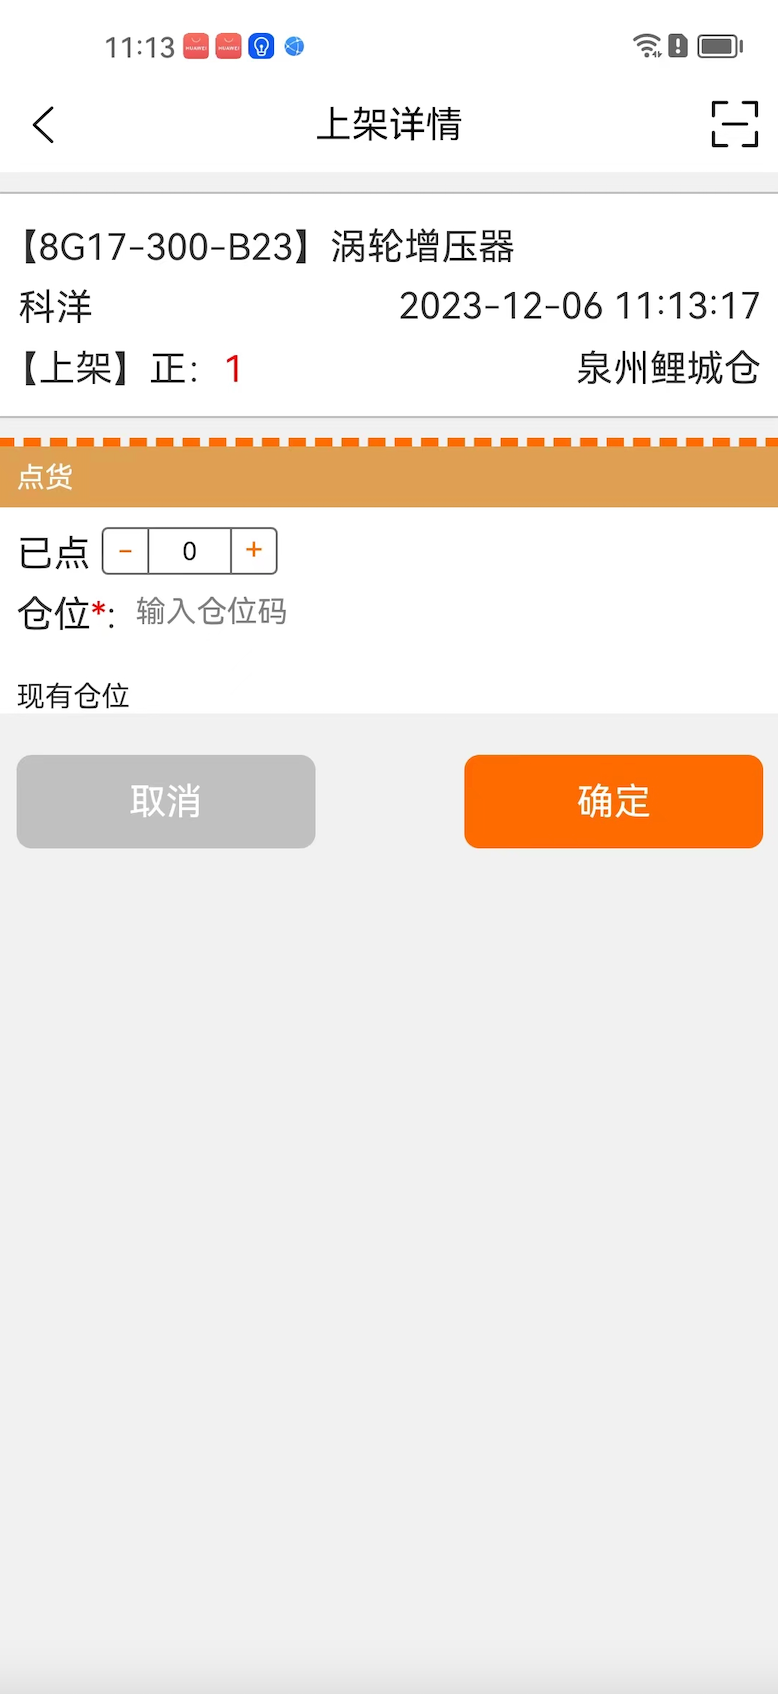 11:13
HUAWEI HUAWEI
上架详情
【8G17-300-B23】涡轮增压器
科洋 2023-12-06 11:13:17
【上架】正: 1 泉州鲤城仓
点货
已点 - 0 +
仓位*: 输入仓位码
现有仓位
取消 确定